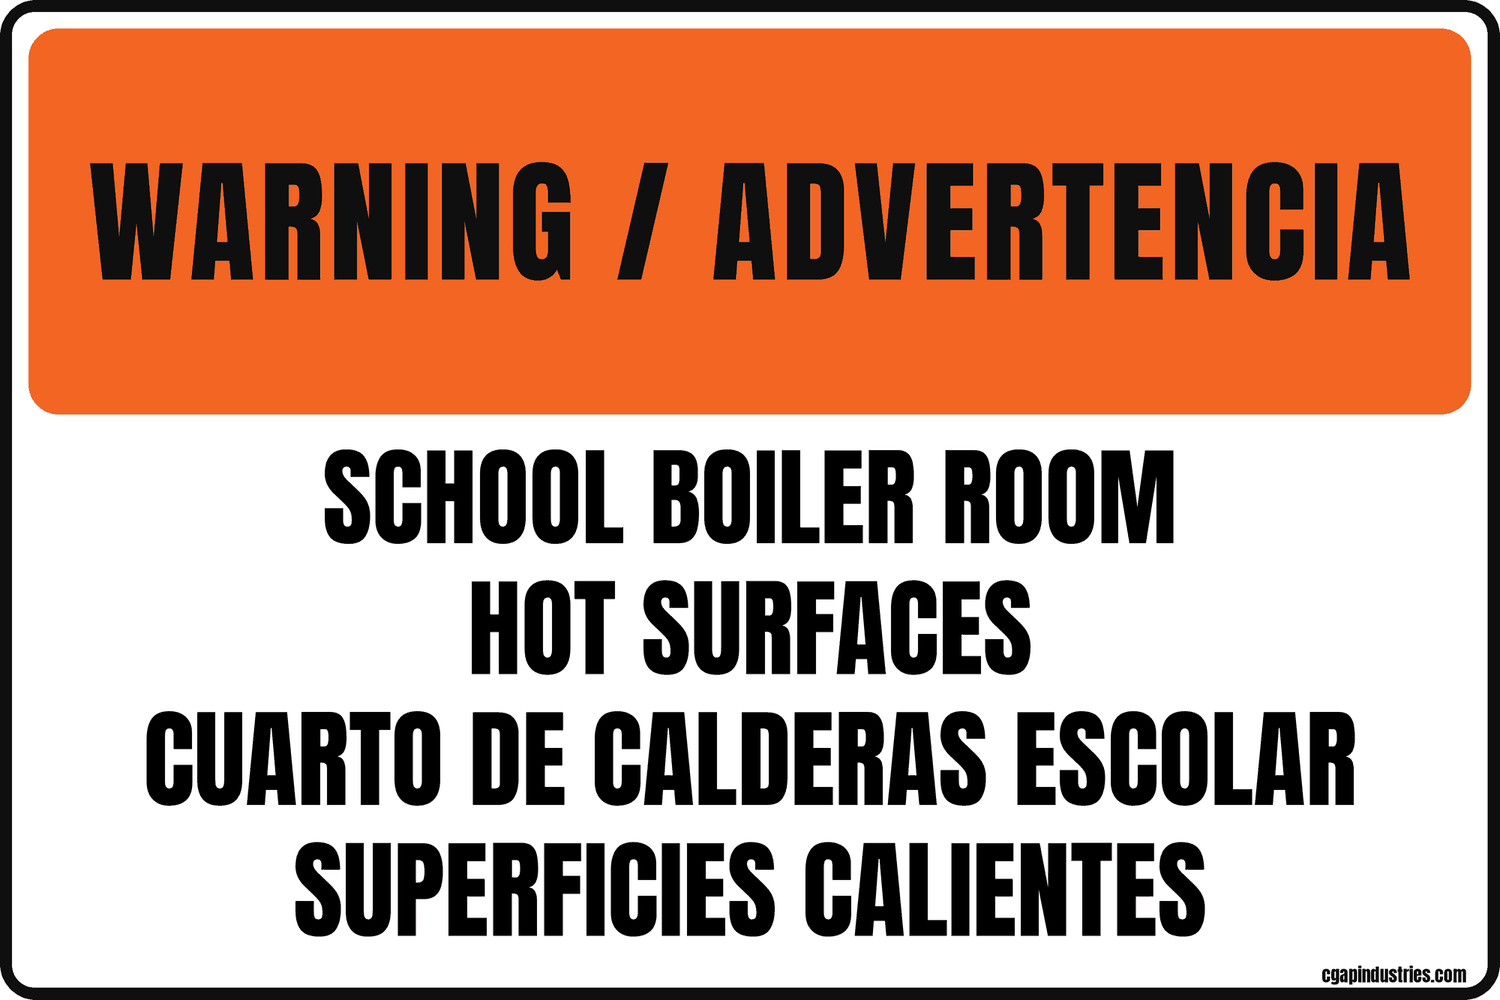 WARNING / ADVERTENCIA
SCHOOL BOILER ROOM
HOT SURFACES
CUARTO DE CALDERAS ESCOLAR
SUPERFICIES CALIENTES
cgapindustries.com